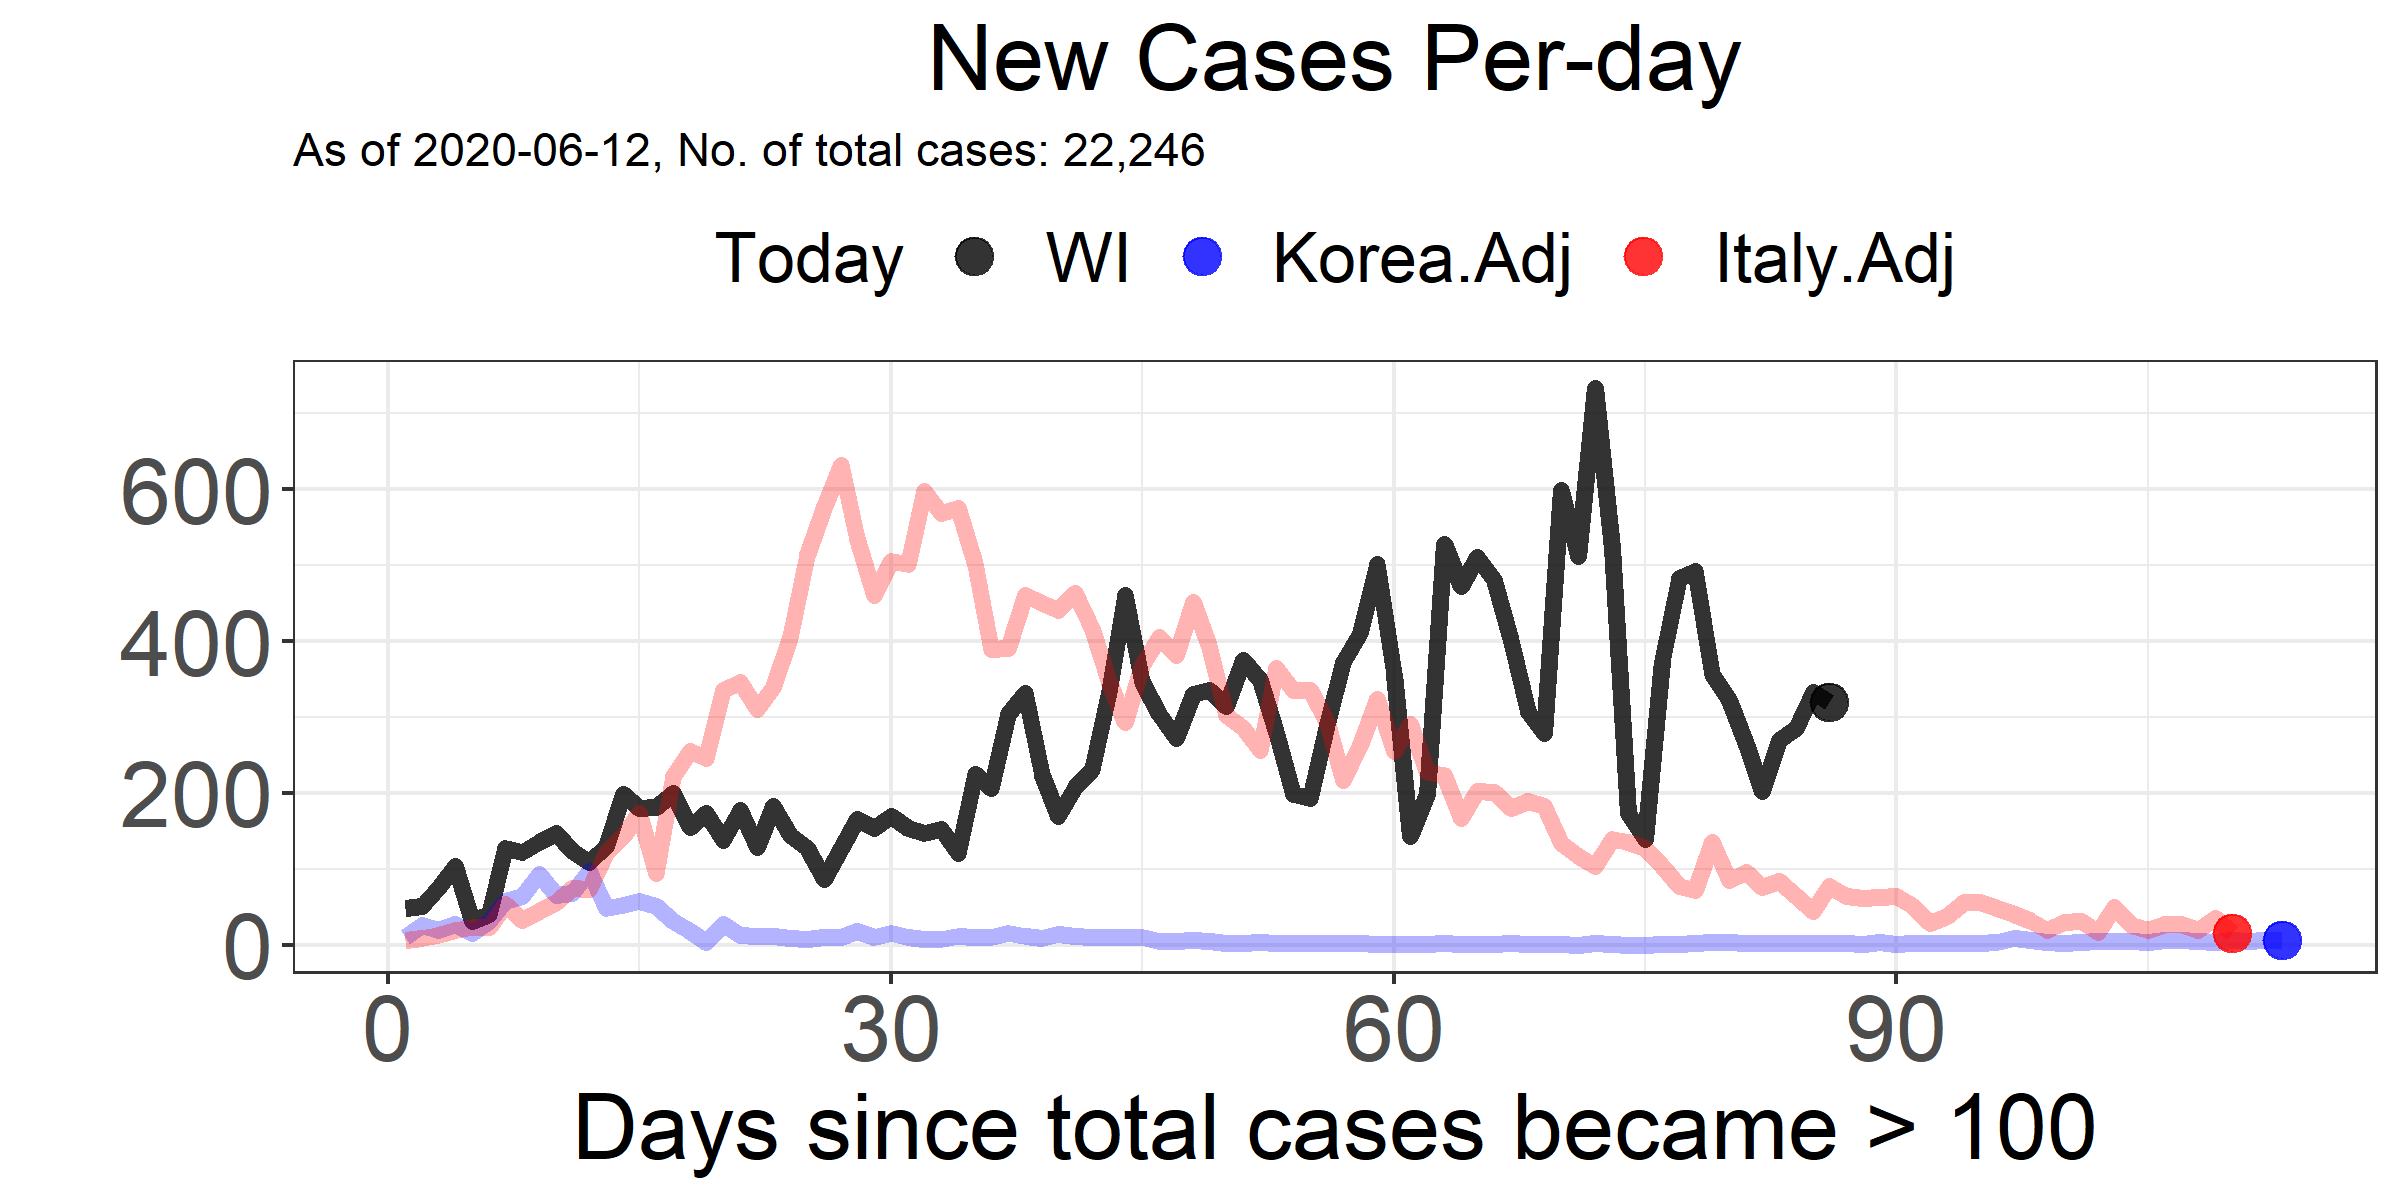 New Cases Per-day
As of 2020-06-12, No. of total cases: 22,246
Today WI Korea.Adj Italy.Adj
600
400
200
0
0 30 60 90
Days since total cases became > 100